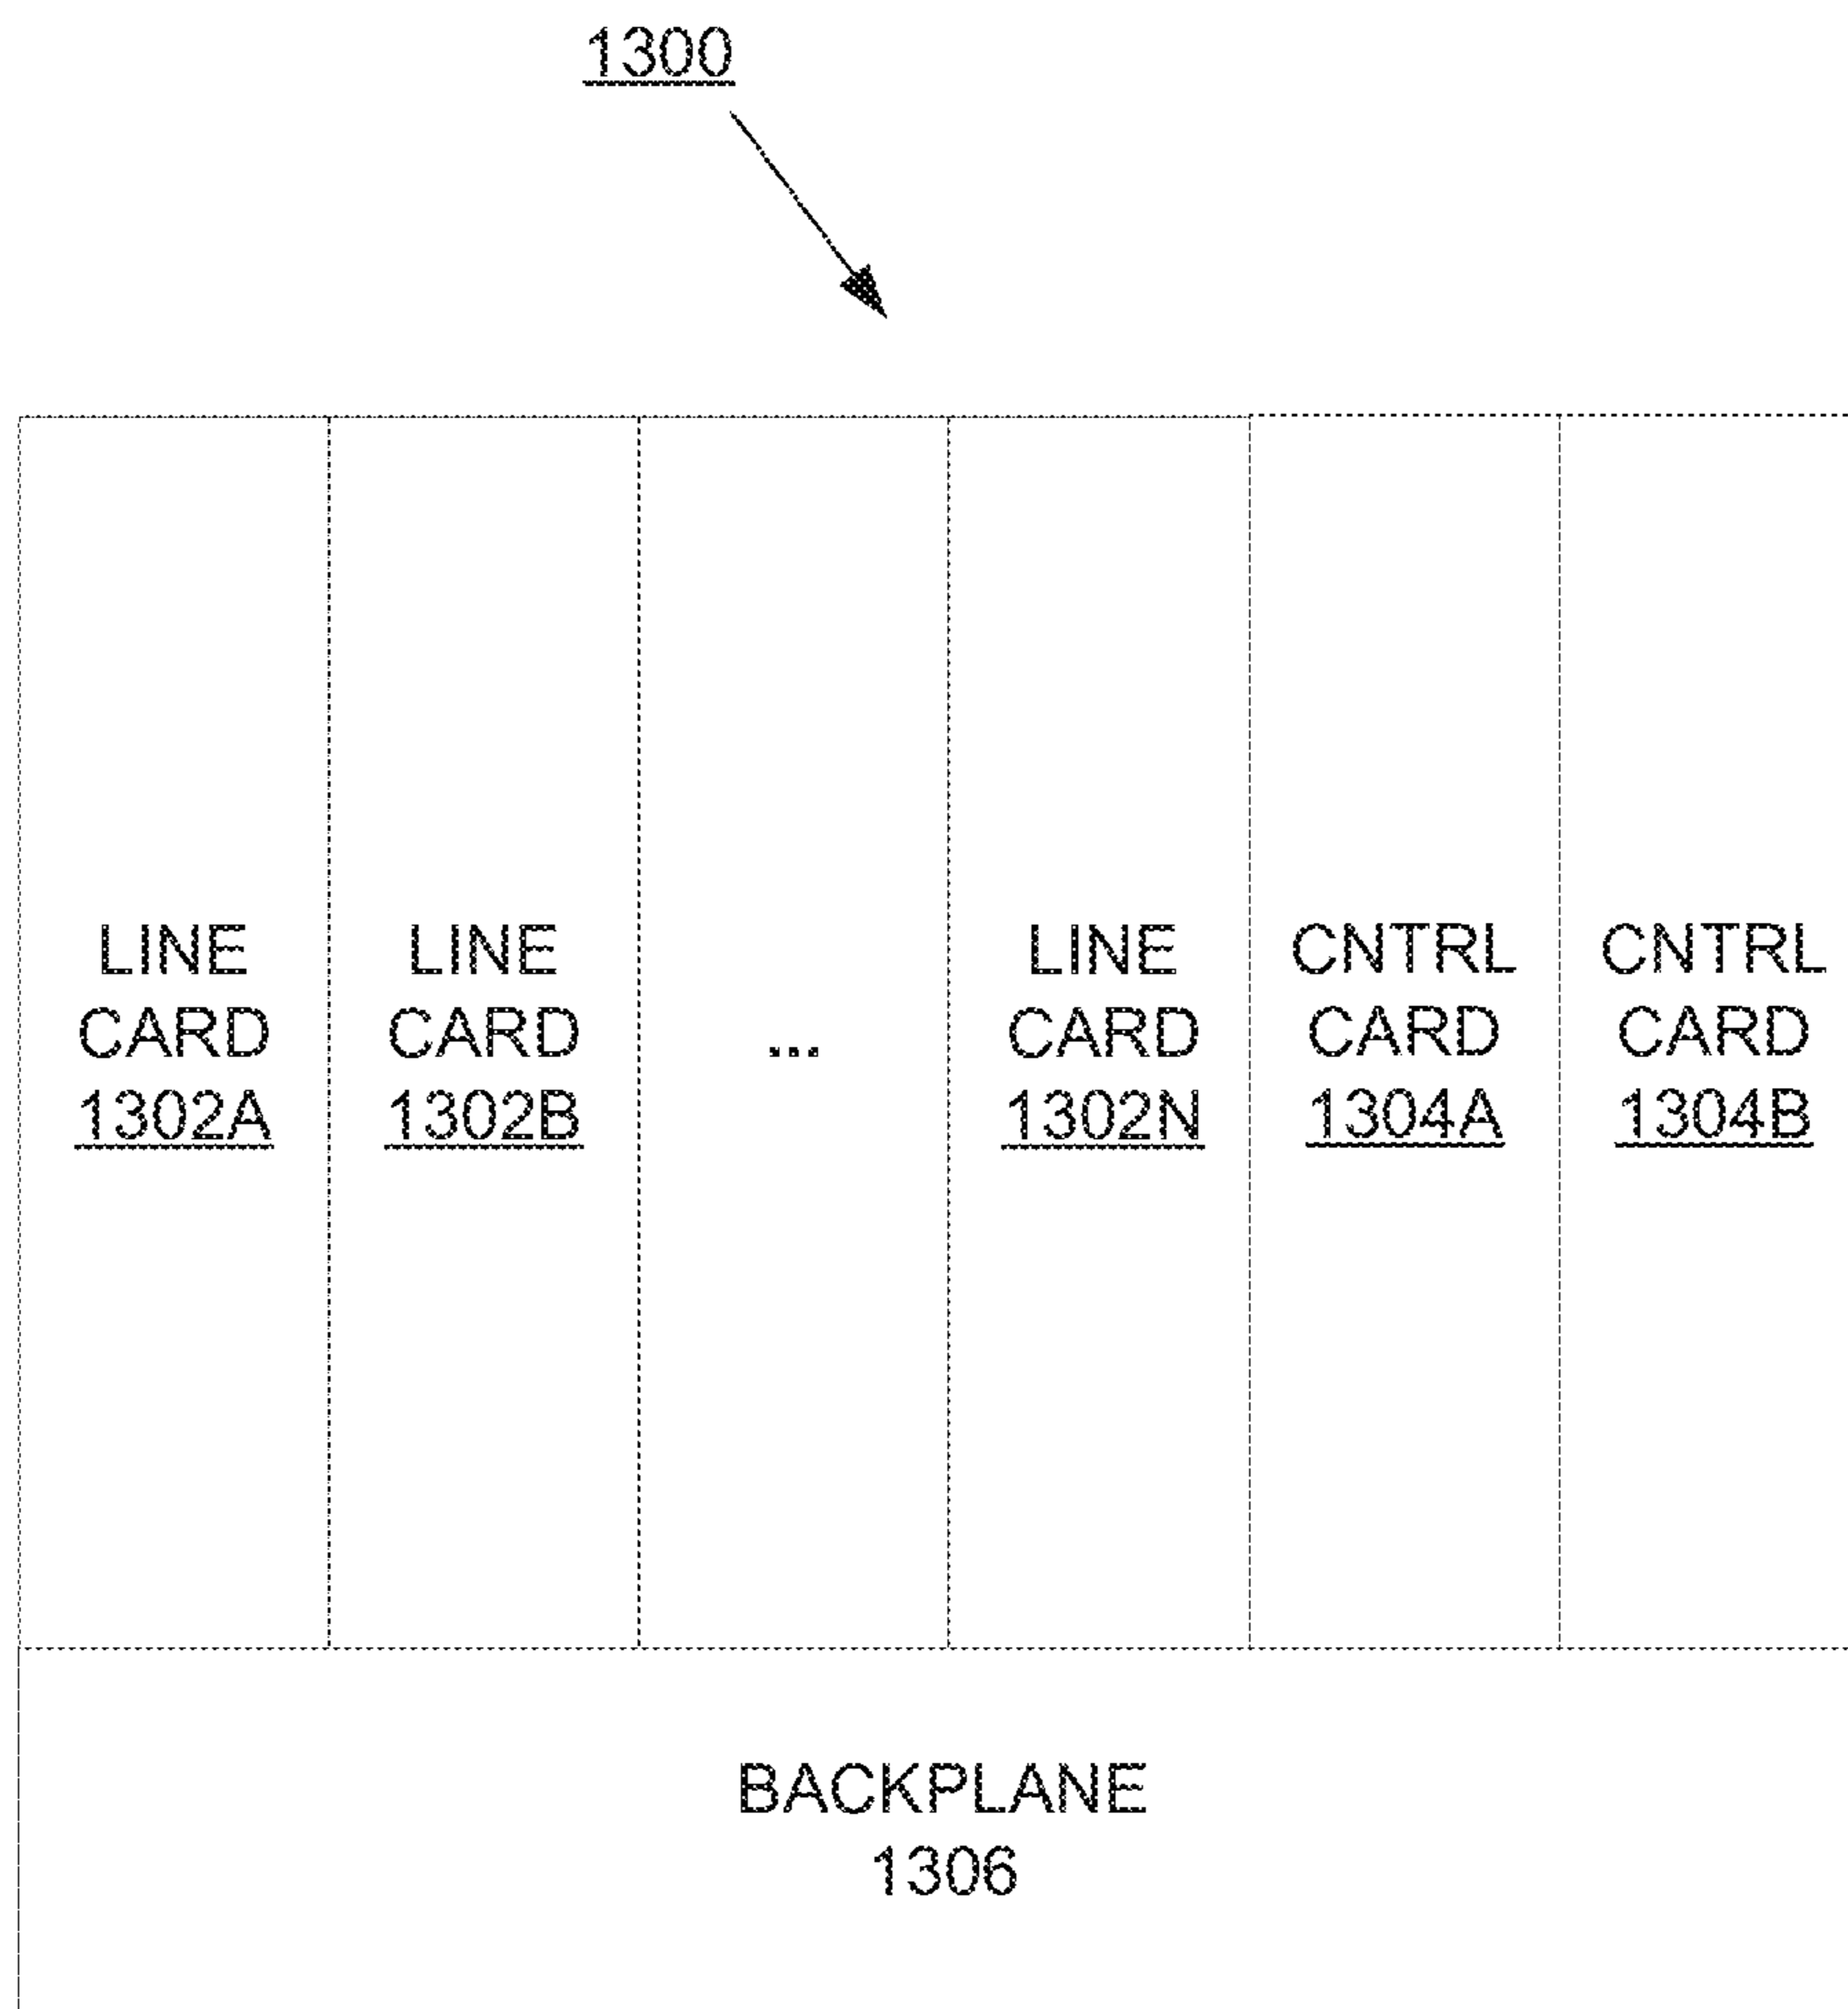 1300
LINE
CARD
1302A
LINE
CARD
1302B
...
LINE
CARD
1302N
CNTRL
CARD
1304A
CNTRL
CARD
1304B
BACKPLANE
1306